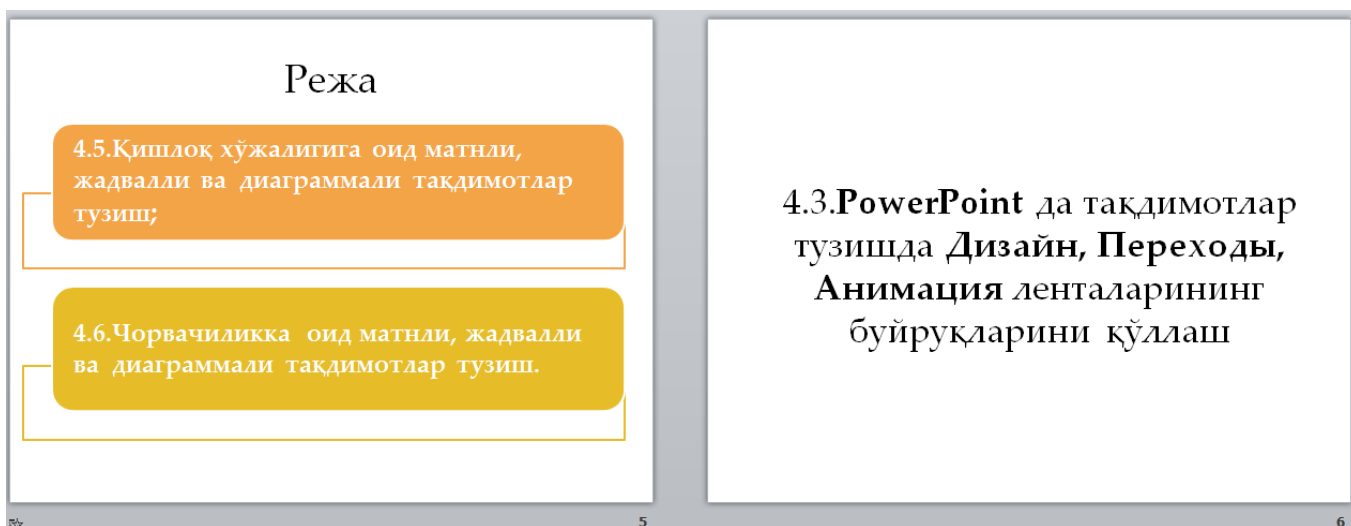 Режа
4.5.Қишлоқ хўжалигига оид матнли,
жадвалли ва диаграммали тақдимотлар
тузиш;
4.6.Чорвачиликка оид матнли, жадвалли
ва диаграммали тақдимотлар тузиш.
5
4.3.PowerPoint да тақдимотлар
тузишда Дизайн, Переходы,
Анимация ленталарининг
буйруқларини қўллаш
6